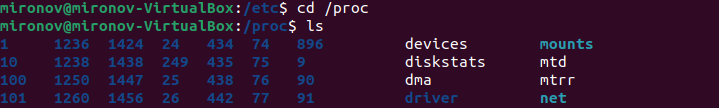 mironov@mironov-VirtualBox:/etc$ cd /proc
mironov@mironov-VirtualBox:/proc$ ls
1 1236 1424 24 434 74 896 devices mounts
10 1238 1438 249 435 75 9 diskstats mtd
100 1250 1447 25 438 76 90 dma mtrr
101 1260 1456 26 442 77 91 driver net